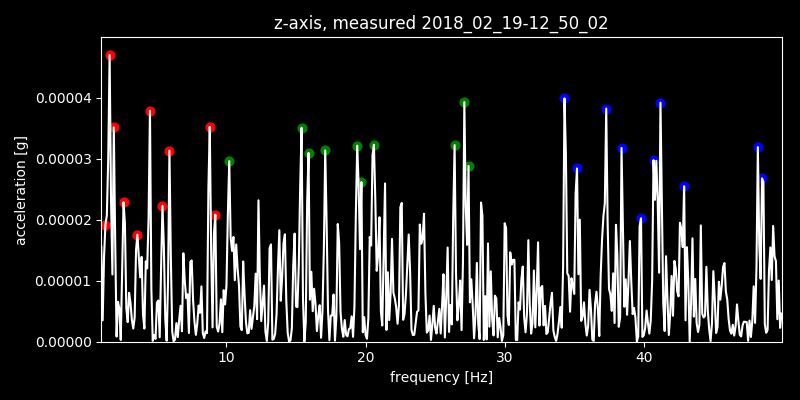 z-axis, measured 2018_02_19-12_50_02
acceleration [g]
0.00004
0.00003
0.00002
0.00001
0.00000
10 20 30 40
frequency [Hz]